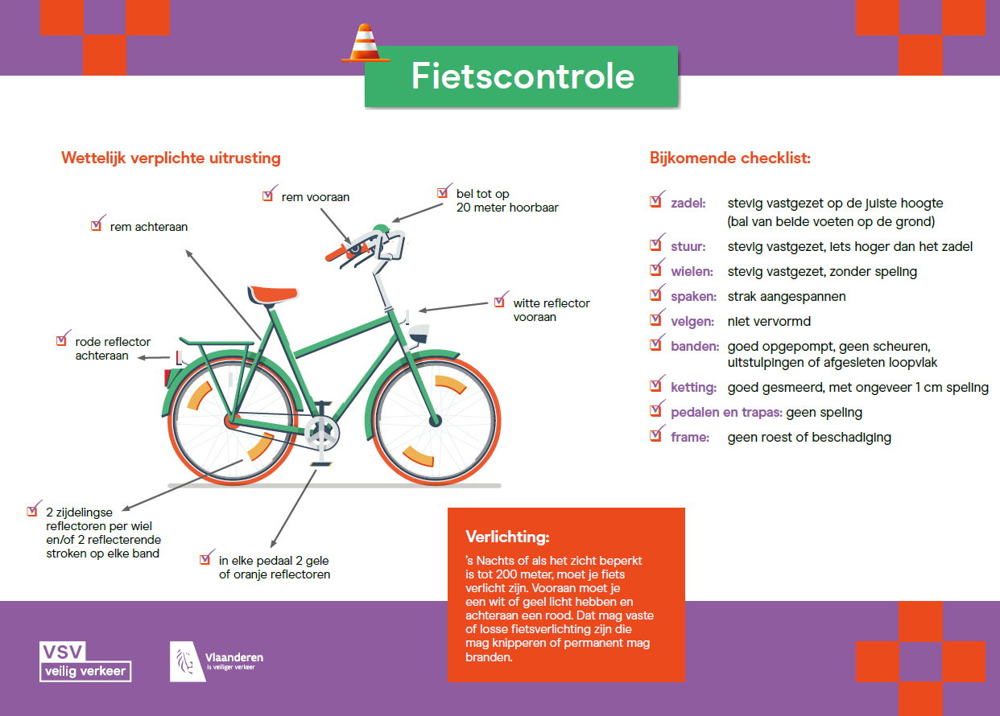 Fietscontrole
Wettelijk verplichte uitrusting
rem vooraan
bel tot op
20 meter hoorbaar
rem achteraan
witte reflector
vooraan
rode reflector
achteraan
2 zijdelingse
reflectoren per wiel
en/of 2 reflecterende
stroken op elke band
in elke pedaal 2 gele
of oranje reflectoren
Bijkomende checklist:
zadel: stevig vastgezet op de juiste hoogte
(bal van beide voeten op de grond)
stuur: stevig vastgezet, iets hoger dan het zadel
wielen: stevig vastgezet, zonder speling
spaken: strak aangespannen
velgen: niet vervormd
banden: goed opgepompt, geen scheuren,
uitstulpingen of afgesleten loopvlak
ketting: goed gesmeerd, met ongeveer 1 cm speling
pedalen en trapas: geen speling
frame: geen roest of beschadiging
Verlichting:
's Nachts of als het zicht beperkt
is tot 200 meter, moet je fiets
verlicht zijn. Vooraan moet je
een wit of geel licht hebben en
achteraan een rood. Dat mag vaste
of losse fietsverlichting zijn die
mag knipperen of permanent mag
branden.
VSV
veilig verkeer
Vlaanderen
is veiliger verkeer